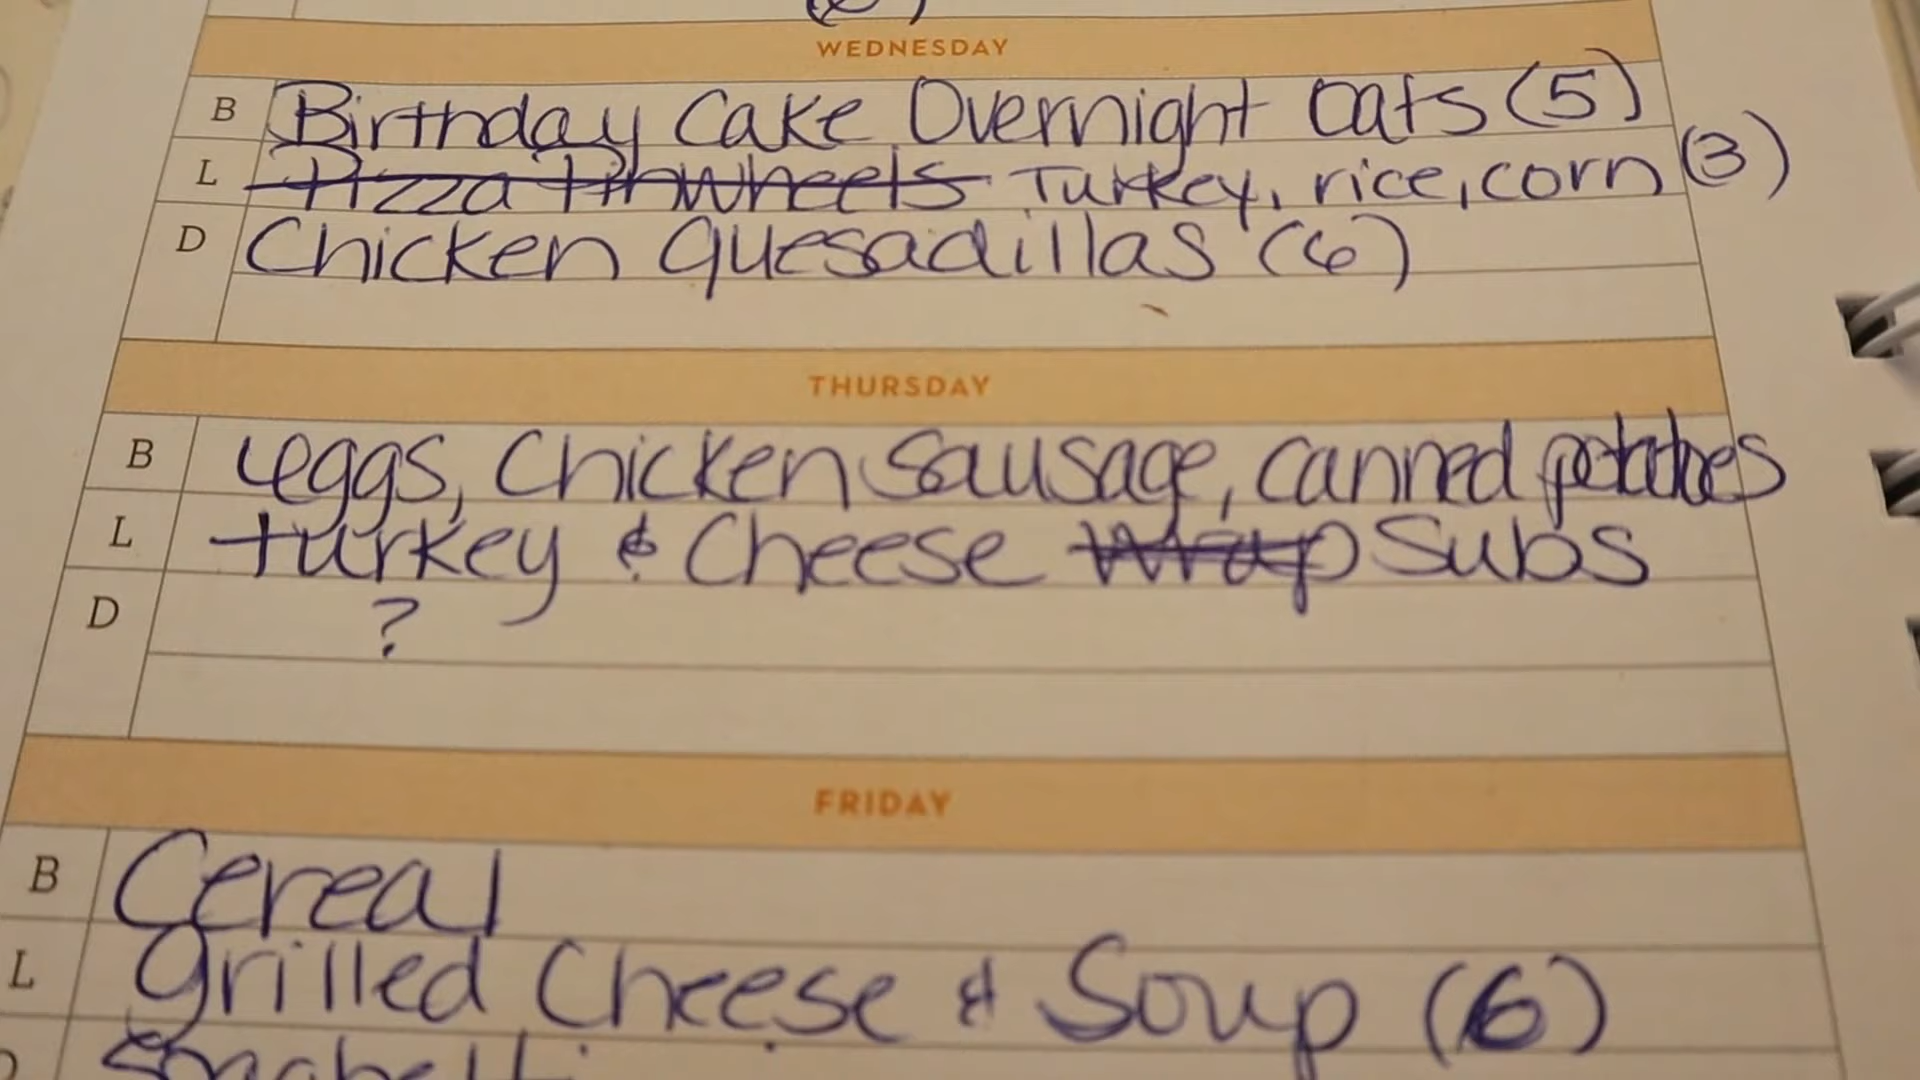 WEDNESDAY
B Birthday Cake Overnight Oats (5)
L Pizza Pinwheels Turkey, rice, corn (3)
D Chicken quesadillas (6)
THURSDAY
B eggs, Chicken sausage, canned potatoes
L turkey & Cheese Wrap Subs
D ?
FRIDAY
B Cereal
L Grilled Cheese & Soup (6)
Spaghetti